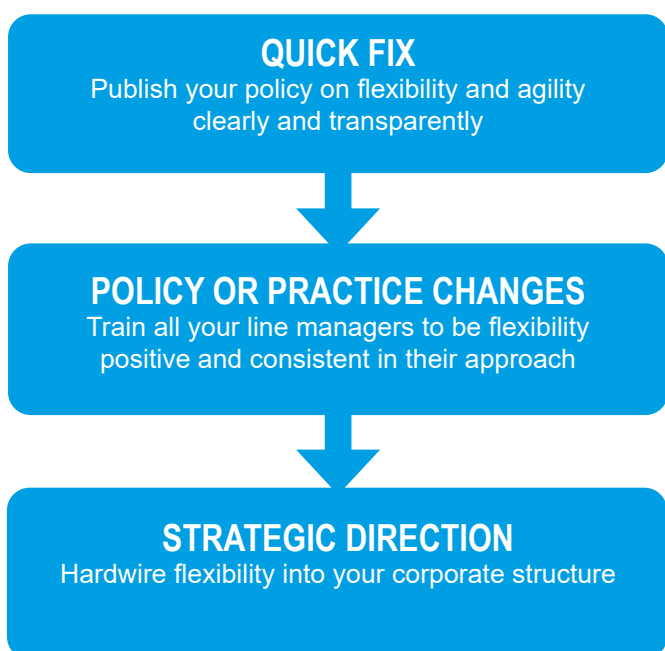 QUICK FIX
Publish your policy on flexibility and agility
clearly and transparently
POLICY OR PRACTICE CHANGES
Train all your line managers to be flexibility
positive and consistent in their approach
STRATEGIC DIRECTION
Hardwire flexibility into your corporate structure